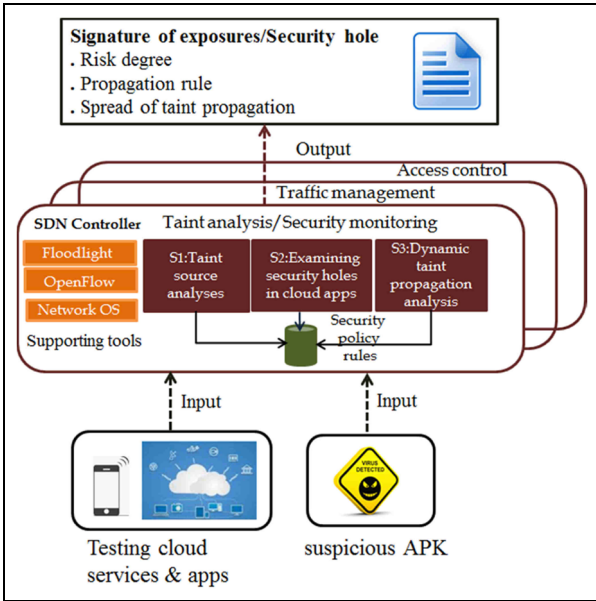 Signature of exposures/Security hole
. Risk degree
. Propagation rule
. Spread of taint propagation
Output
Access control
Traffic management
SDN Controller
Taint analysis/Security monitoring
Floodlight
OpenFlow
Network OS
Supporting tools
S1:Taint
source
analyses
S2:Examining
security holes
in cloud apps
S3:Dynamic
taint
propagation
analysis
Security
policy
rules
Input
Input
VIRUS
DETECTED
Testing cloud
services & apps
suspicious APK